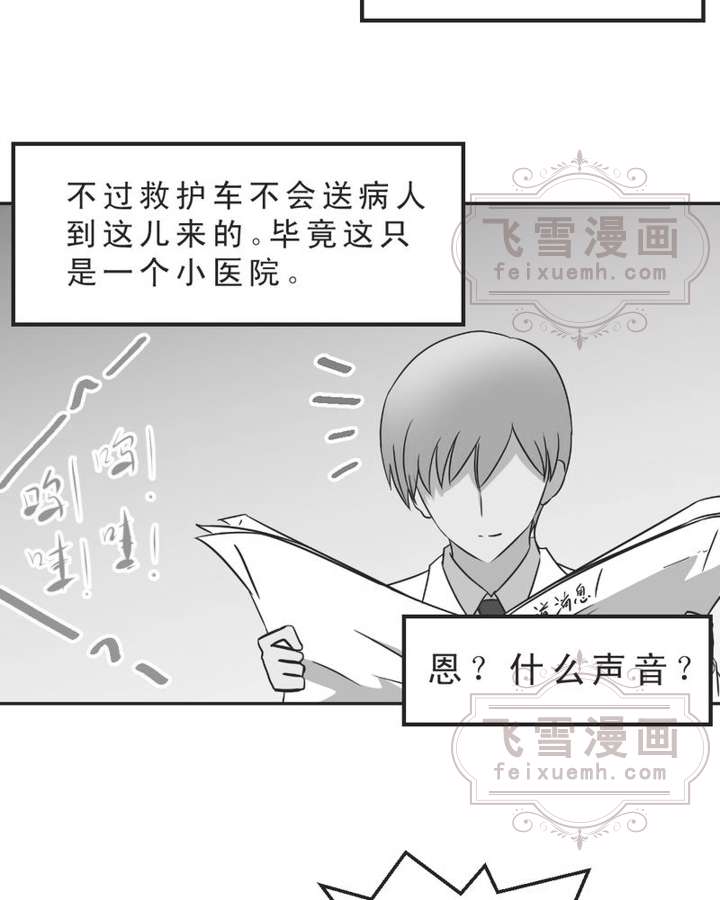 不过救护车不会送病人
到这儿来的。毕竟这只
是一个小医院。
飞雪漫画
feixuemh.com
呜!呜!
哇!哇!
消息
恩？什么声音？
飞雪漫画
feixuemh.com